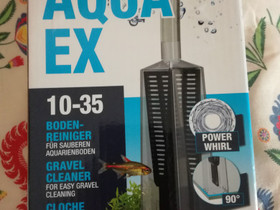 AQUA
EX
10-35
BODEN-
REINIGER
FÜR SAUBEREN
AQUARIENBODEN
GRAVEL
CLEANER
FOR EASY GRAVEL
CLEANING
CLOCHE
POWER
WHIRL
90°